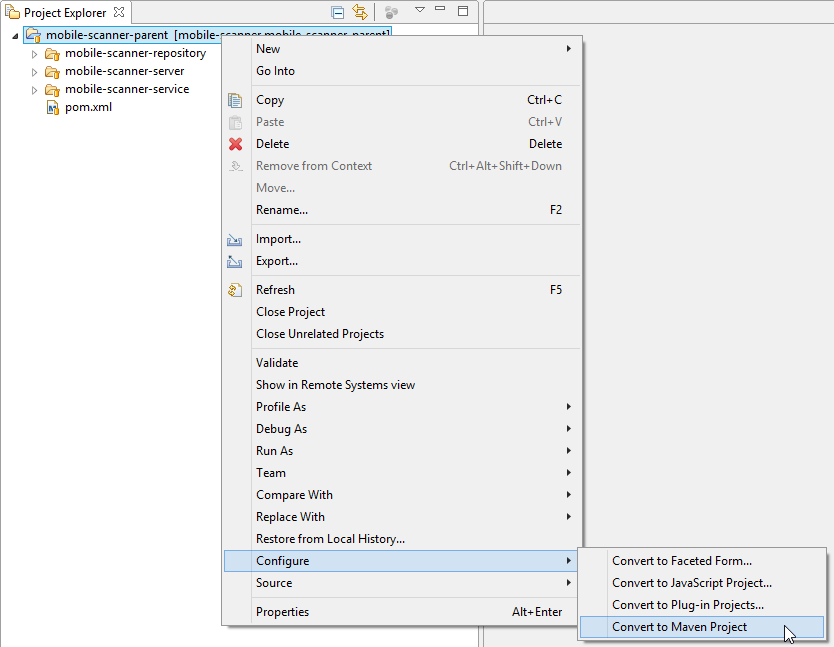 Project Explorer
mobile-scanner-parent [mobile-scanner mobile-scanner-parent]
mobile-scanner-repository
mobile-scanner-server
mobile-scanner-service
pom.xml
New
Go Into
Copy Ctrl+C
Paste Ctrl+V
Delete Delete
Remove from Context Ctrl+Alt+Shift+Down
Move...
Rename... F2
Import...
Export...
Refresh F5
Close Project
Close Unrelated Projects
Validate
Show in Remote Systems view
Profile As
Debug As
Run As
Team
Compare With
Replace With
Restore from Local History...
Configure
Source
Properties Alt+Enter
Convert to Faceted Form...
Convert to JavaScript Project...
Convert to Plug-in Projects...
Convert to Maven Project